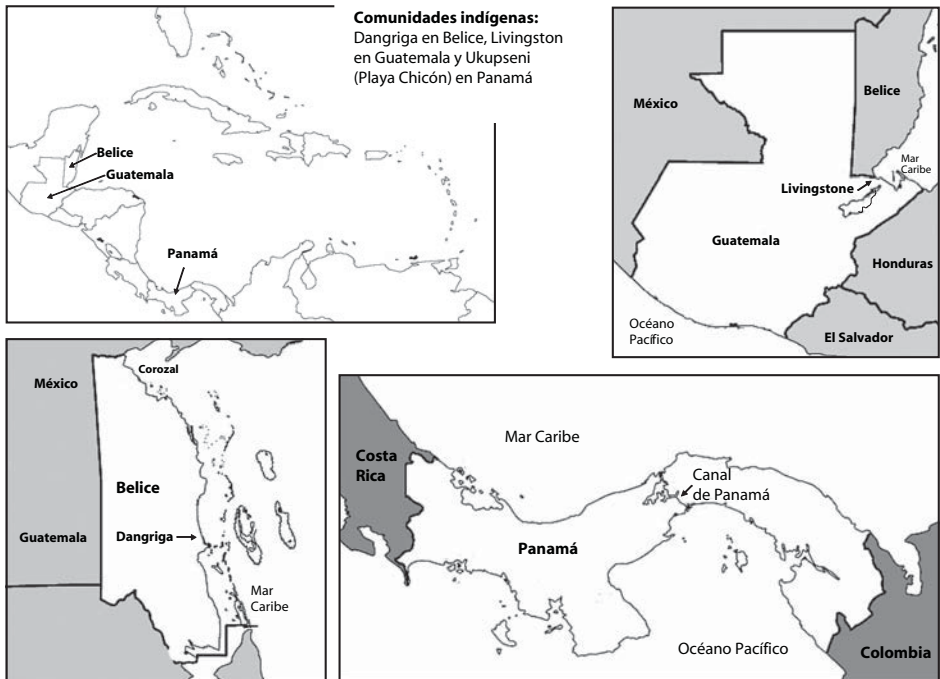 Comunidades indígenas:
Dangriga en Belice, Livingston
en Guatemala y Ukupseni
(Playa Chicón) en Panamá
Belice
Guatemala
Panamá
México
Belice
Mar
Caribe
Livingstone
Guatemala
Honduras
Océano
Pacífico
El Salvador
México
Corozal
Belice
Guatemala
Dangriga
Mar
Caribe
Costa
Rica
Mar Caribe
Canal
de Panamá
Panamá
Océano Pacífico
Colombia